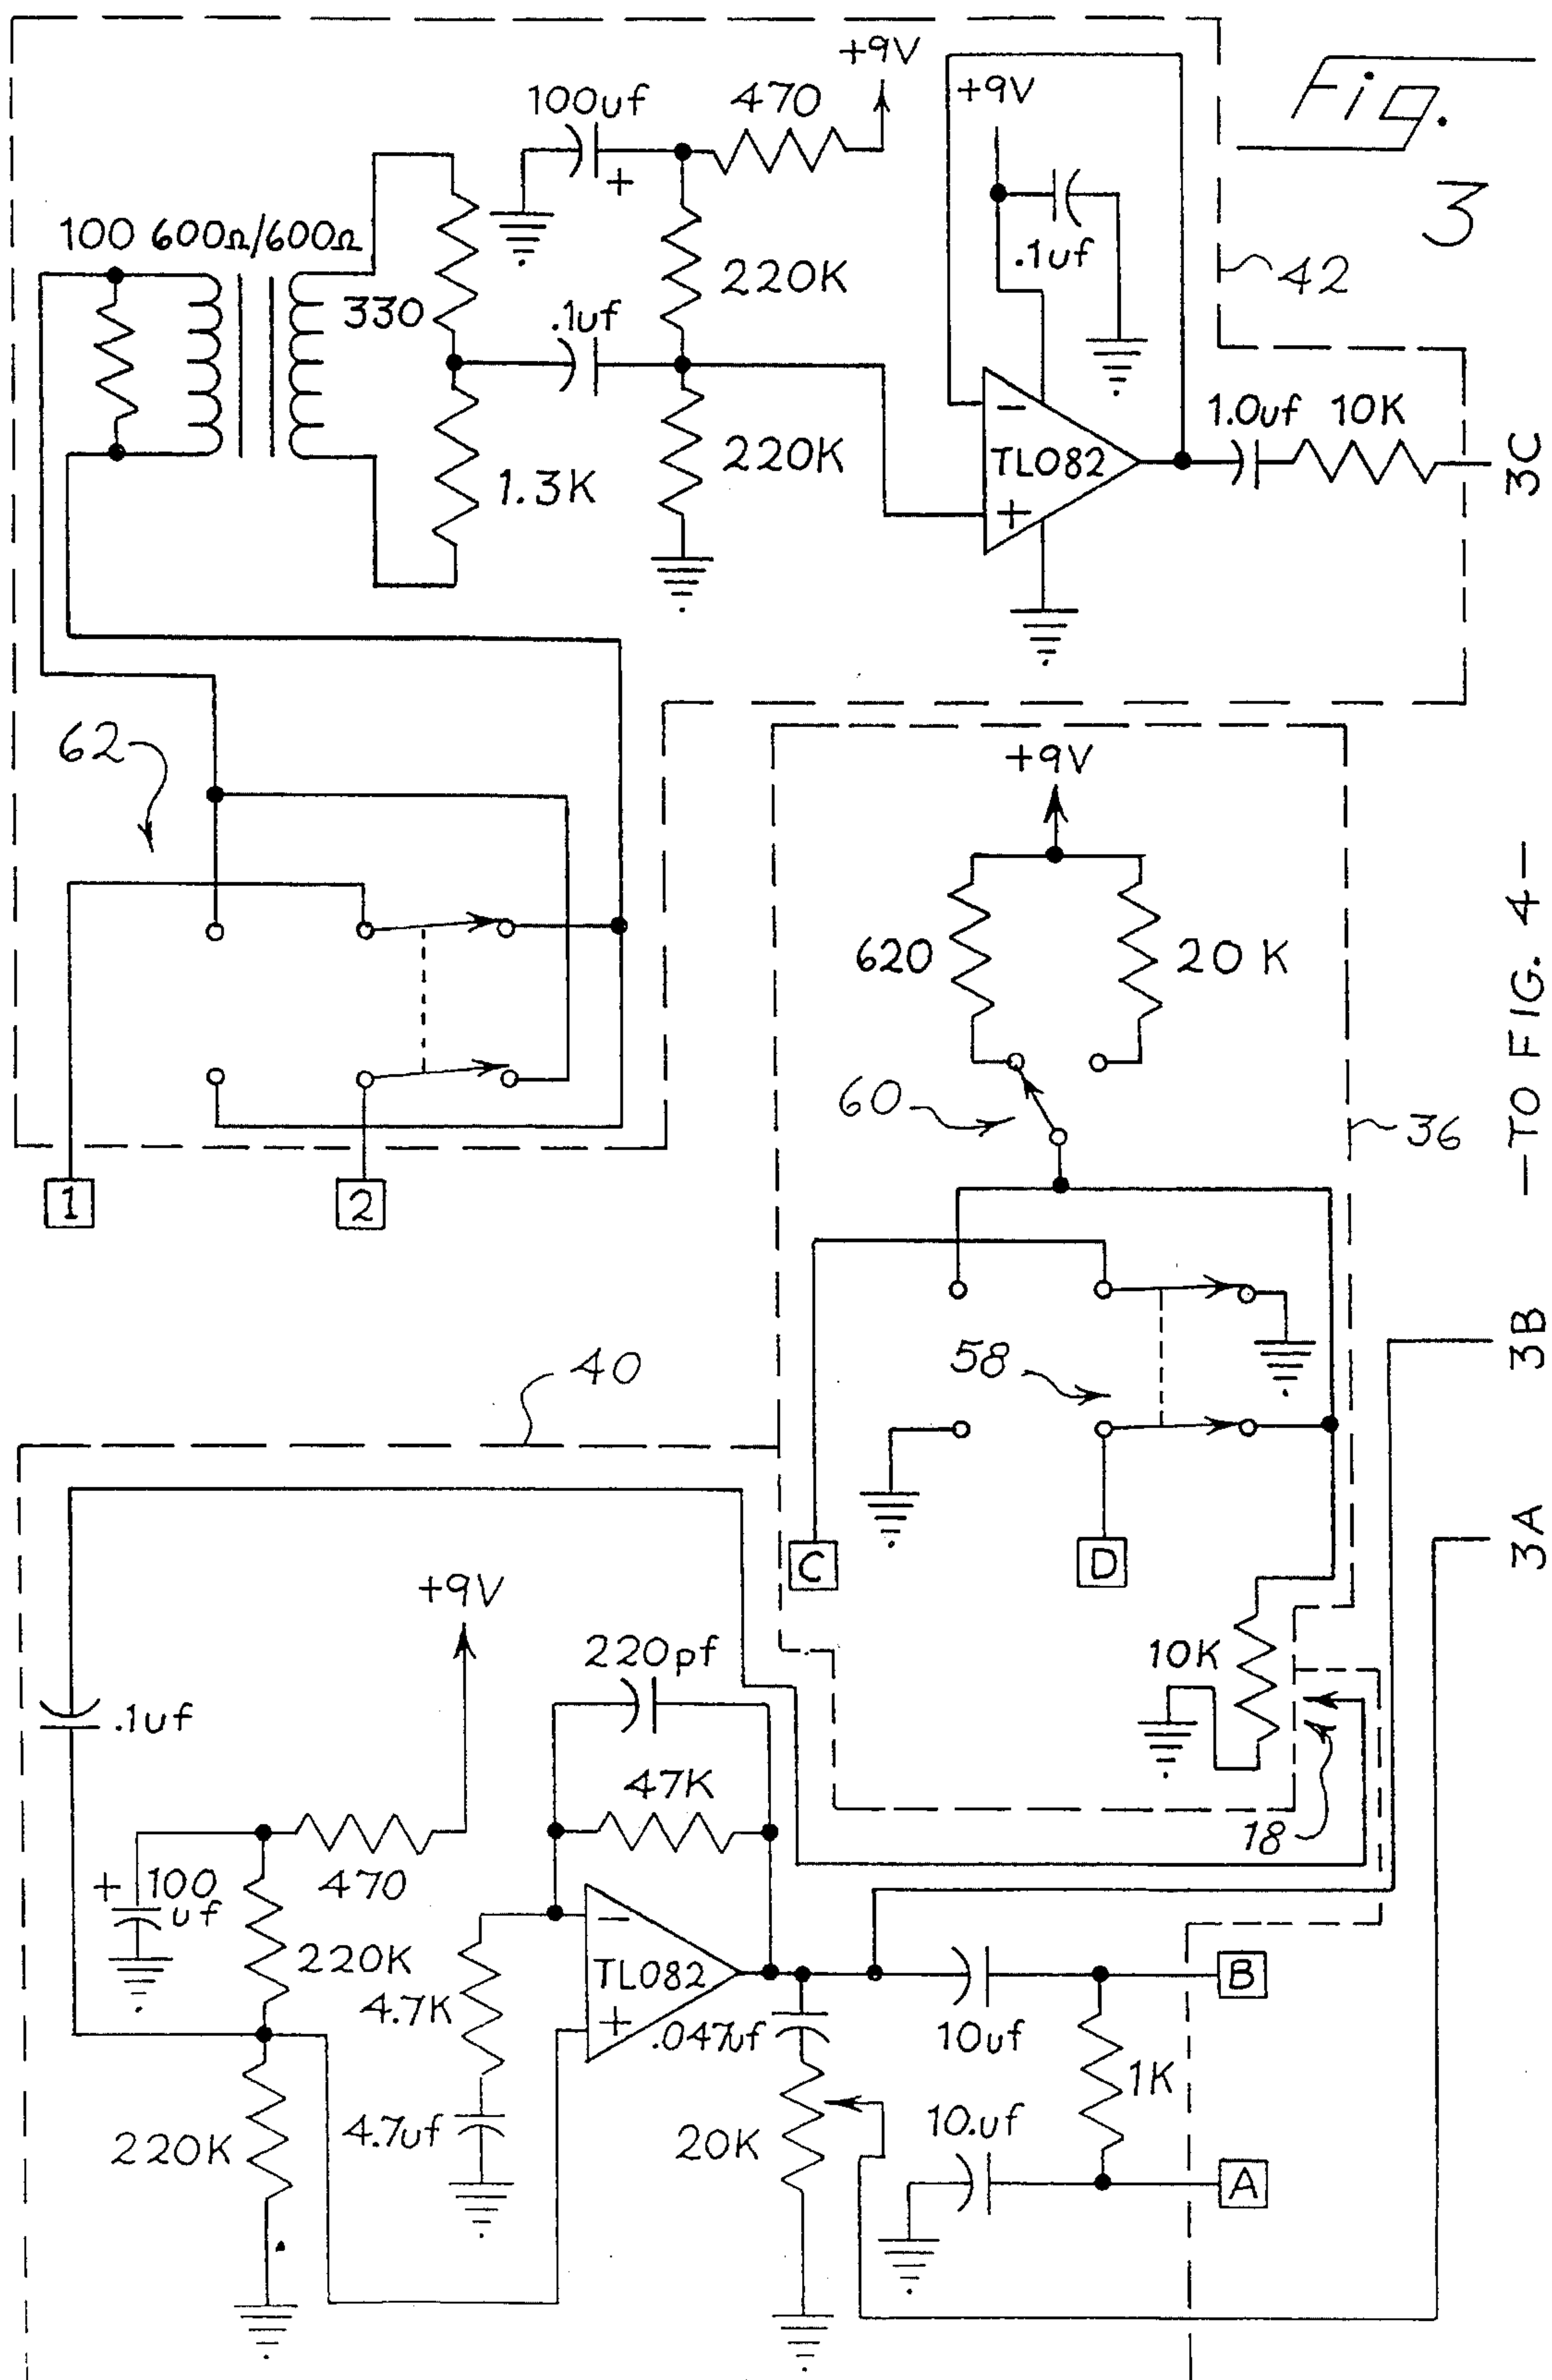 Fig.
3
+9V
100uf
470
+9V
+
100
600Ω/600Ω
.1uf
42
330
220K
.1uf
1.0uf
10K
−
TL082
+
3C
1.3K
220K
62
+9V
620
20 K
60
36
1
2
-TO FIG. 4-
58
3B
40
C
D
3A
+9V
220pf
10K
.1uf
47K
18
+
100
uf
470
−
220K
TL082
4.7K
+
.047uf
B
10uf
1K
4.7uf
10.uf
220K
20K
A